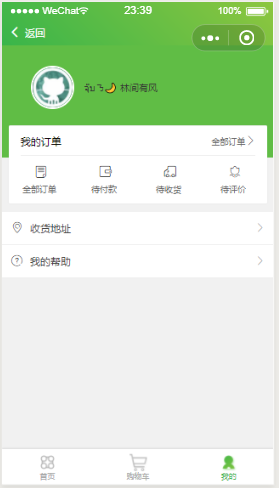 WeChat 23:39 100%
返回
林间有风
我的订单 全部订单
全部订单 待付款 待收货 待评价
收货地址
我的帮助
首页 购物车 我的